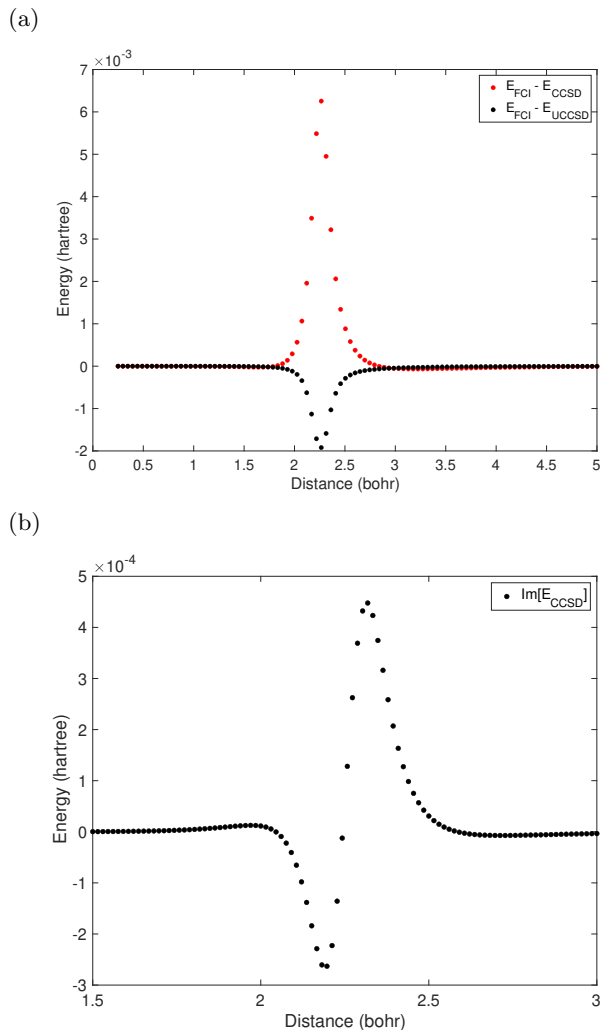 (a)
×10⁻³
7
6
5
4
3
2
1
0
-1
-2
Energy (hartree)
E_FCI - E_CCSD
E_FCI - E_UCCSD
0 0.5 1 1.5 2 2.5 3 3.5 4 4.5 5
Distance (bohr)
(b)
×10⁻⁴
5
4
3
2
1
0
-1
-2
-3
Energy (hartree)
Im[E_CCSD]
1.5 2 2.5 3
Distance (bohr)